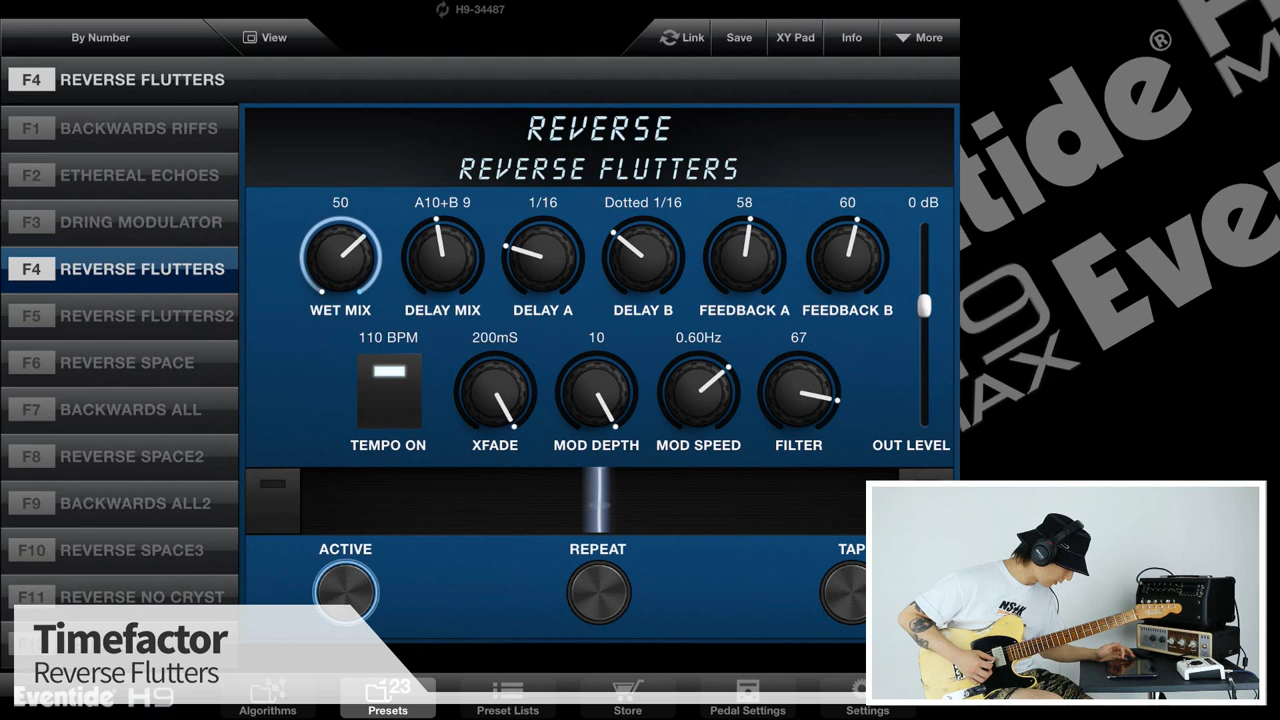 H9-34487
By Number
View
Link
Save
XY Pad
Info
More
F4 REVERSE FLUTTERS
F1 BACKWARDS RIFFS
F2 ETHEREAL ECHOES
F3 DRING MODULATOR
F4 REVERSE FLUTTERS
F5 REVERSE FLUTTERS2
F6 REVERSE SPACE
F7 BACKWARDS ALL
F8 REVERSE SPACE2
F9 BACKWARDS ALL2
F10 REVERSE SPACE3
F11 REVERSE NO CRYST
REVERSE
REVERSE FLUTTERS
50
A10+B 9
1/16
Dotted 1/16
58
60
0 dB
WET MIX
DELAY MIX
DELAY A
DELAY B
FEEDBACK A
FEEDBACK B
110 BPM
200mS
10
0.60Hz
67
TEMPO ON
XFADE
MOD DEPTH
MOD SPEED
FILTER
OUT LEVEL
ACTIVE
REPEAT
TAP
Timefactor
Reverse Flutters
Eventide® H9
23
Algorithms
Presets
Preset Lists
Store
Pedal Settings
Settings
tide®
Eve
H9
MAX